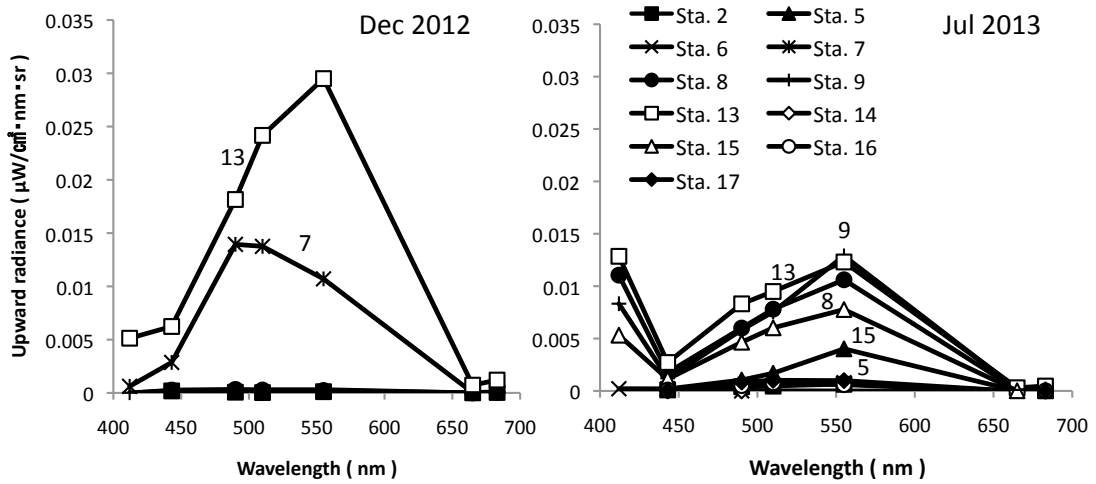 Dec 2012
Upward radiance ( μW/c㎡・nm・sr )
0.035
0.03
0.025
0.02
0.015
0.01
0.005
0
13
7
400 450 500 550 600 650 700
Wavelength ( nm )
Jul 2013
Sta. 2 Sta. 5
Sta. 6 Sta. 7
Sta. 8 Sta. 9
Sta. 13 Sta. 14
Sta. 15 Sta. 16
Sta. 17
0.035
0.03
0.025
0.02
0.015
0.01
0.005
0
9
13
8
15
5
400 450 500 550 600 650 700
Wavelength ( nm )